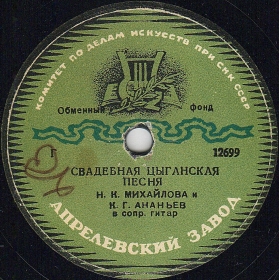 КОМИТЕТ ПО ДЕЛАМ ИСКУССТВ ПРИ СНК СССР
Обменный фонд
Г 12699
СВАДЕБНАЯ ЦЫГАНСКАЯ
ПЕСНЯ
Н. К. МИХАЙЛОВА и
К. Г. АНАНЬЕВ
в сопр. гитар
АПРЕЛЕВСКИЙ ЗАВОД